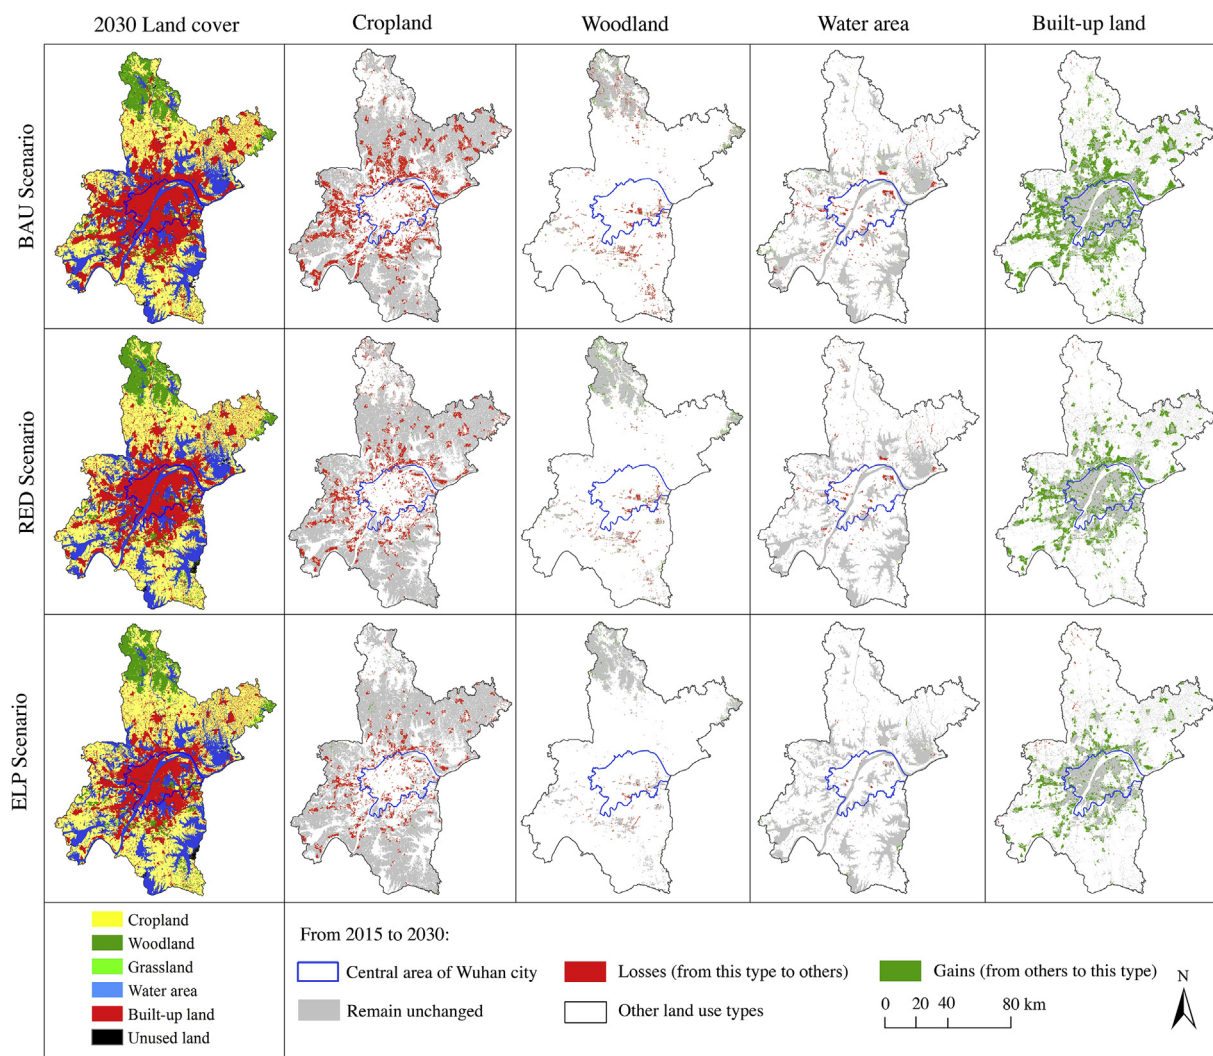 2030 Land cover Cropland Woodland Water area Built-up land
BAU Scenario
RED Scenario
ELP Scenario
Cropland
Woodland
Grassland
Water area
Built-up land
Unused land
From 2015 to 2030:
Central area of Wuhan city Losses (from this type to others) Gains (from others to this type)
Remain unchanged Other land use types
0 20 40 80 km
N